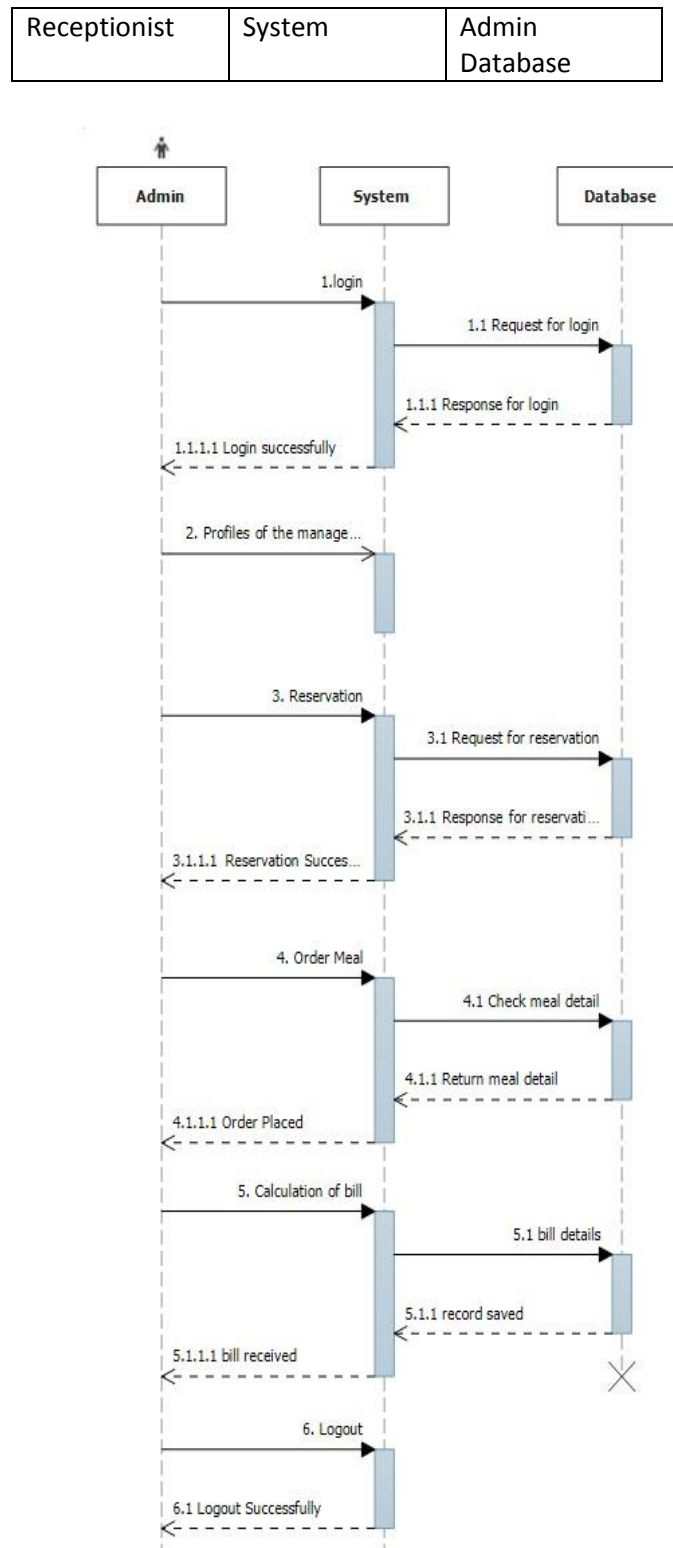 Receptionist
System
Admin
Database
Admin
System
Database
1.login
1.1 Request for login
1.1.1 Response for login
1.1.1.1 Login successfully
2. Profiles of the manage...
3. Reservation
3.1 Request for reservation
3.1.1 Response for reservati...
3.1.1.1 Reservation Succes...
4. Order Meal
4.1 Check meal detail
4.1.1 Return meal detail
4.1.1.1 Order Placed
5. Calculation of bill
5.1 bill details
5.1.1 record saved
5.1.1.1 bill received
6. Logout
6.1 Logout Successfully